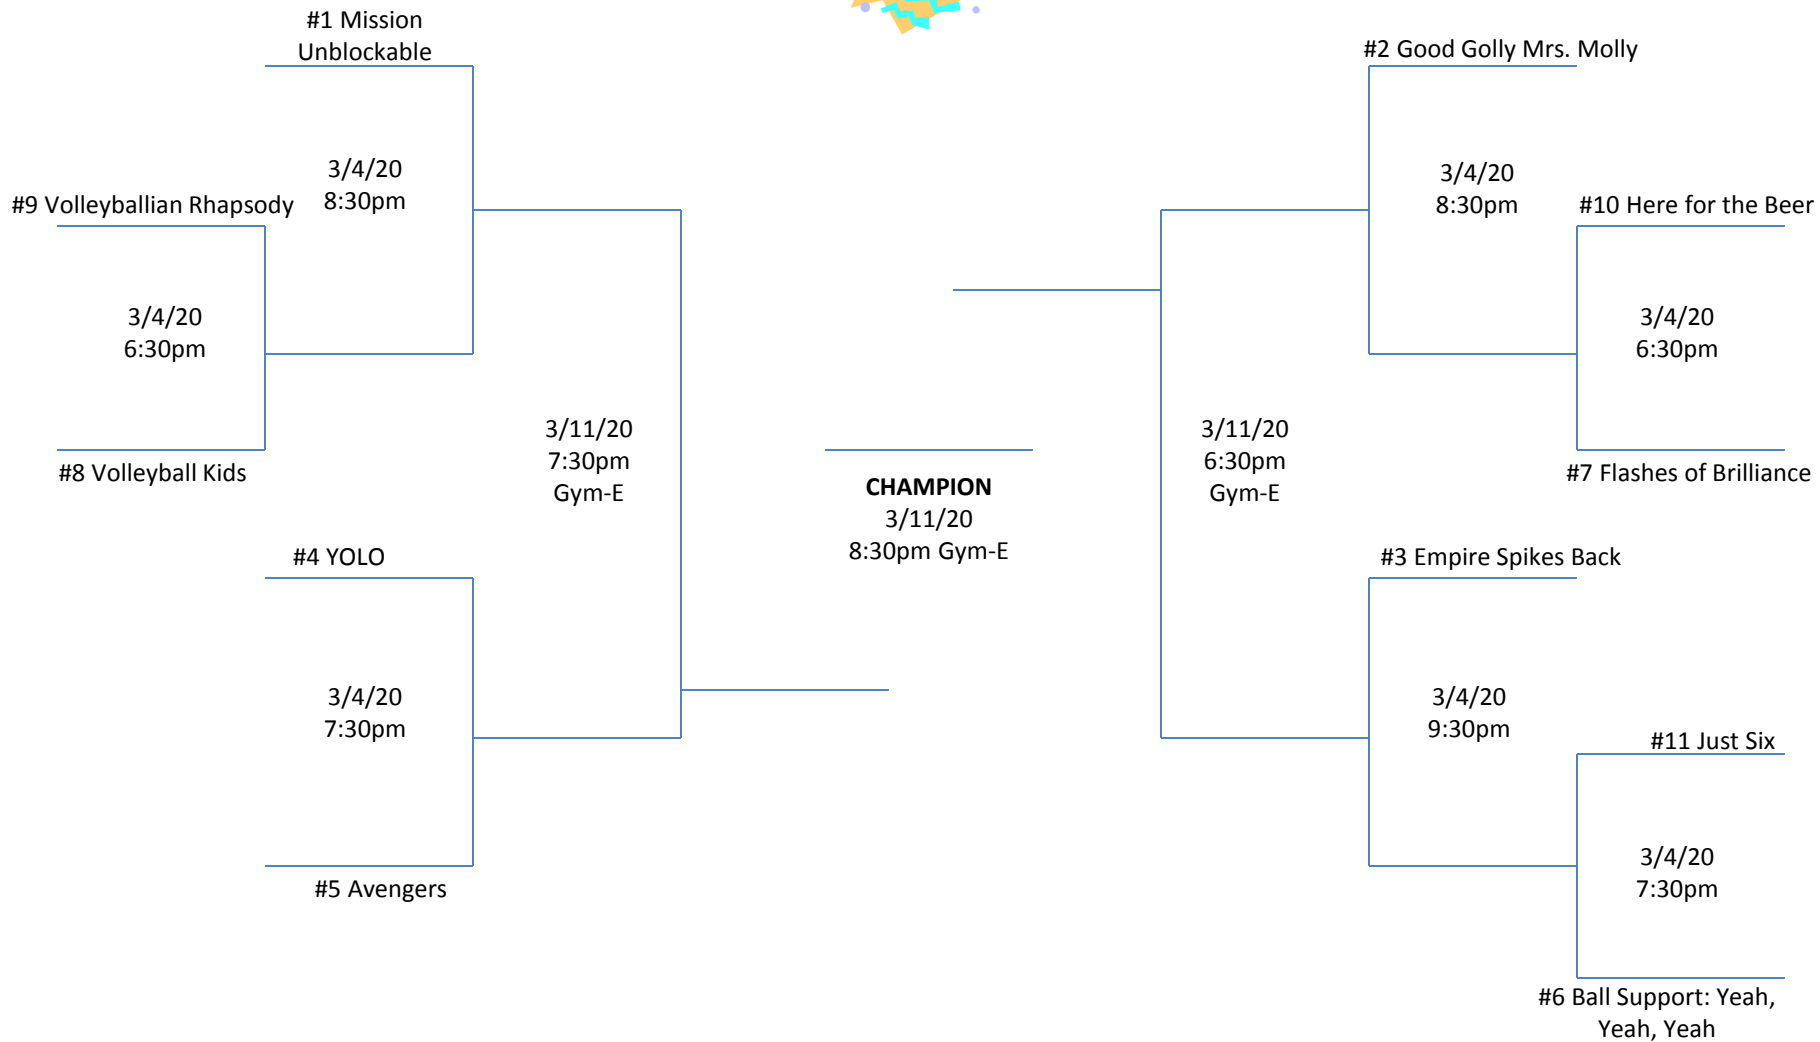 #1 Mission
Unblockable
3/4/20
8:30pm
#9 Volleyballian Rhapsody
3/4/20
6:30pm
#8 Volleyball Kids
3/11/20
7:30pm
Gym-E
#4 YOLO
3/4/20
7:30pm
#5 Avengers
CHAMPION
3/11/20
8:30pm Gym-E
#2 Good Golly Mrs. Molly
3/4/20
8:30pm
#10 Here for the Beer
3/4/20
6:30pm
#7 Flashes of Brilliance
3/11/20
6:30pm
Gym-E
#3 Empire Spikes Back
3/4/20
9:30pm
#11 Just Six
3/4/20
7:30pm
#6 Ball Support: Yeah,
Yeah, Yeah